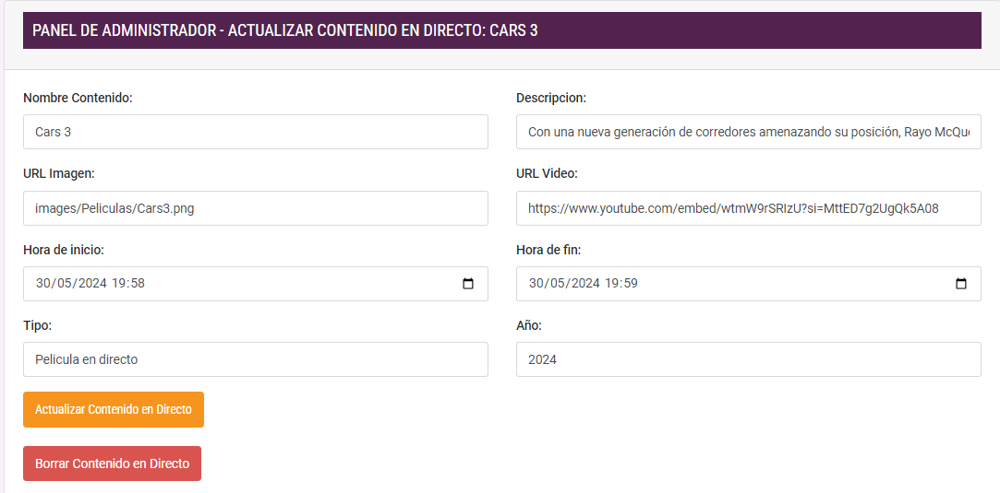 PANEL DE ADMINISTRADOR - ACTUALIZAR CONTENIDO EN DIRECTO: CARS 3
Nombre Contenido:
Descripcion:
Cars 3
Con una nueva generación de corredores amenazando su posición, Rayo McQu
URL Imagen:
URL Video:
images/Peliculas/Cars3.png
https://www.youtube.com/embed/wtmW9rSRIzU?si=MttED7g2UgQk5A08
Hora de inicio:
Hora de fin:
30/05/2024 19:58
30/05/2024 19:59
Tipo:
Año:
Pelicula en directo
2024
Actualizar Contenido en Directo
Borrar Contenido en Directo